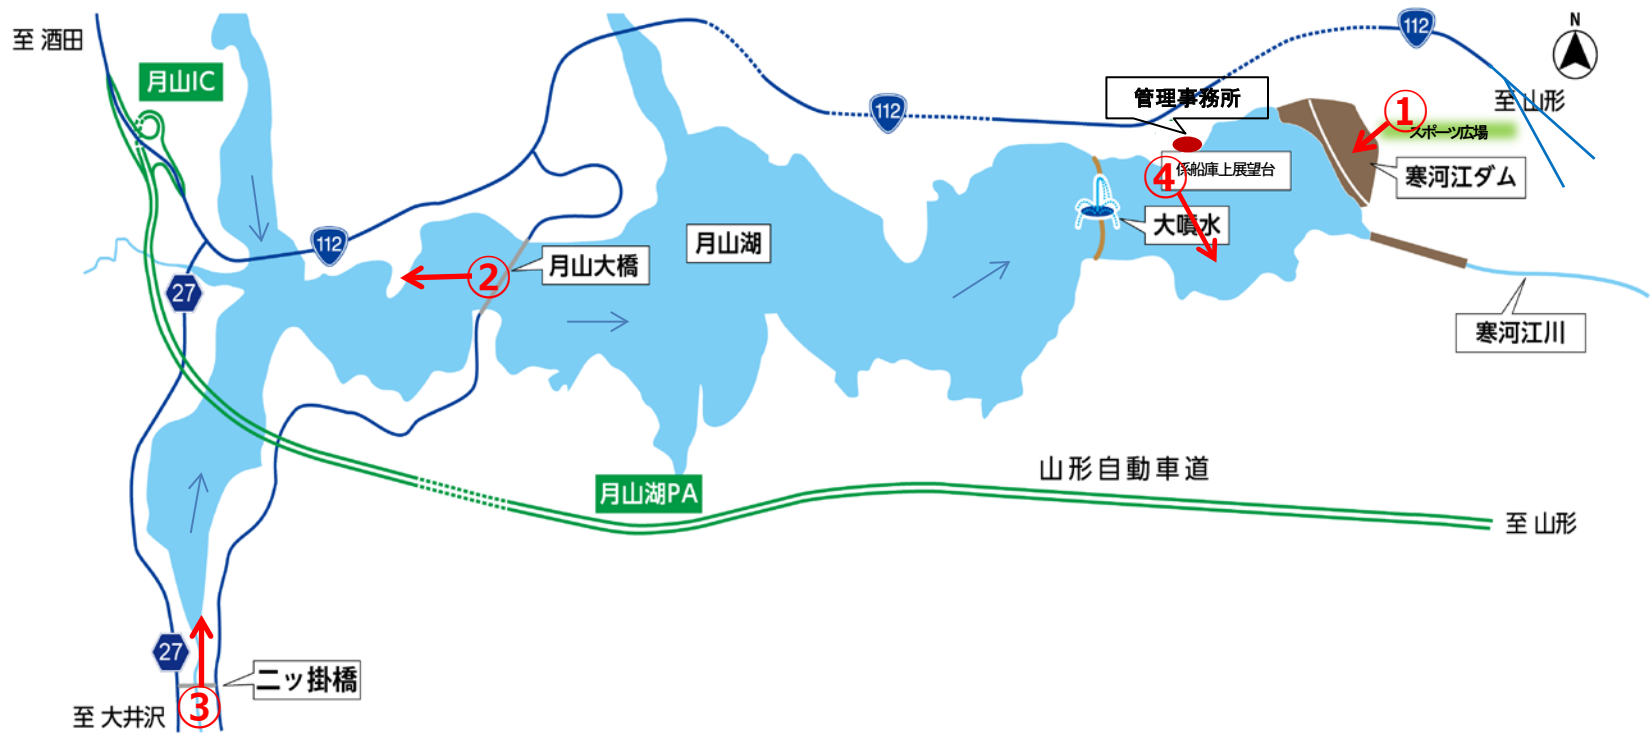 N
至 酒田
112
月山IC
112
管理事務所
①
至 山形
スポーツ広場
④
係船庫上展望台
寒河江ダム
大噴水
112
月山湖
②
月山大橋
27
寒河江川
山形自動車道
月山湖PA
至 山形
27
二ッ掛橋
③
至 大井沢